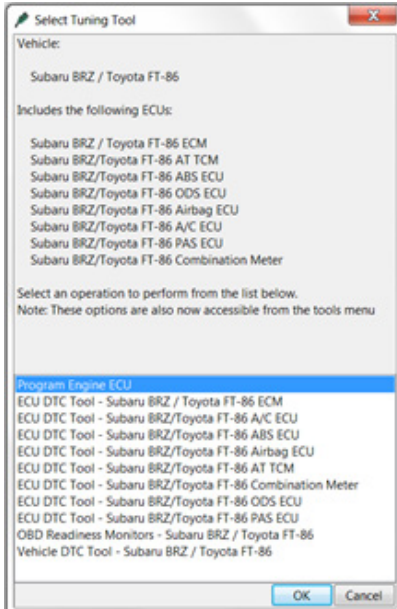 Select Tuning Tool
Vehicle:
Subaru BRZ / Toyota FT-86
Includes the following ECUs:
Subaru BRZ / Toyota FT-86 ECM
Subaru BRZ/Toyota FT-86 AT TCM
Subaru BRZ/Toyota FT-86 ABS ECU
Subaru BRZ/Toyota FT-86 ODS ECU
Subaru BRZ/Toyota FT-86 Airbag ECU
Subaru BRZ/Toyota FT-86 A/C ECU
Subaru BRZ/Toyota FT-86 PAS ECU
Subaru BRZ/Toyota FT-86 Combination Meter
Select an operation to perform from the list below.
Note: These options are also now accessible from the tools menu
Program Engine ECU
ECU DTC Tool - Subaru BRZ / Toyota FT-86 ECM
ECU DTC Tool - Subaru BRZ/Toyota FT-86 A/C ECU
ECU DTC Tool - Subaru BRZ/Toyota FT-86 ABS ECU
ECU DTC Tool - Subaru BRZ/Toyota FT-86 Airbag ECU
ECU DTC Tool - Subaru BRZ/Toyota FT-86 AT TCM
ECU DTC Tool - Subaru BRZ/Toyota FT-86 Combination Meter
ECU DTC Tool - Subaru BRZ/Toyota FT-86 ODS ECU
ECU DTC Tool - Subaru BRZ/Toyota FT-86 PAS ECU
OBD Readiness Monitors - Subaru BRZ / Toyota FT-86
Vehicle DTC Tool - Subaru BRZ / Toyota FT-86
OK Cancel